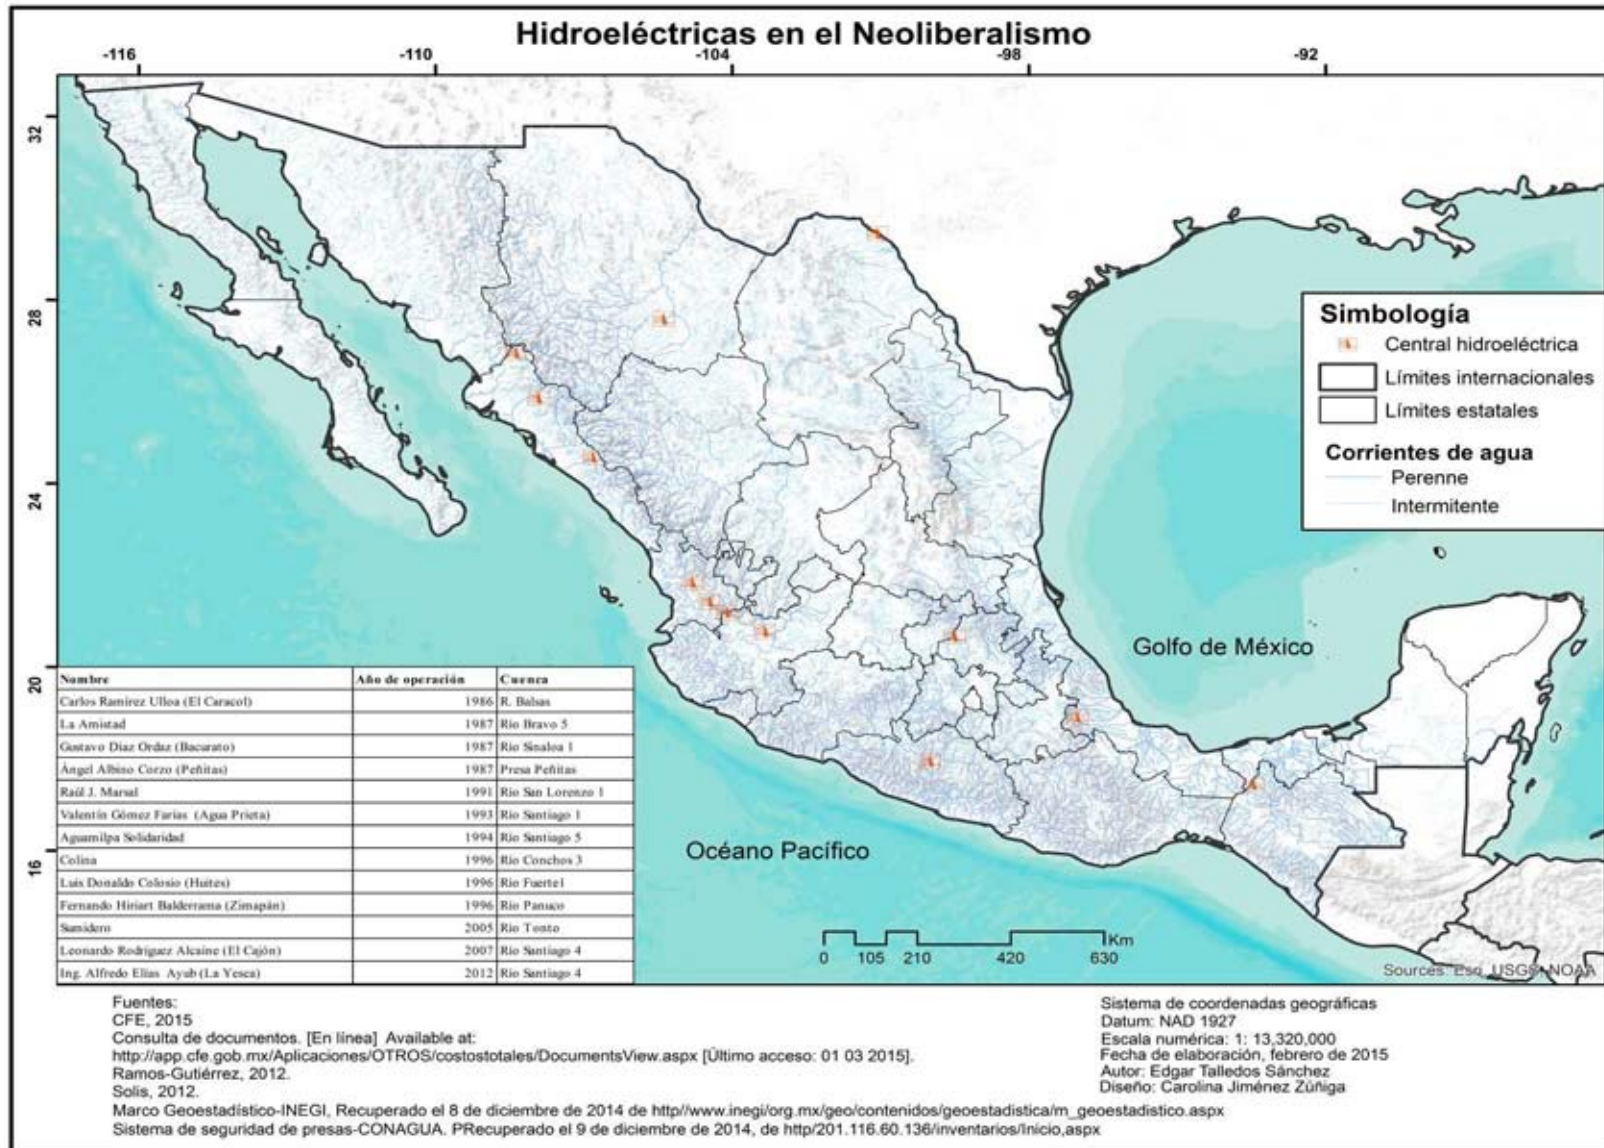 Hidroeléctricas en el Neoliberalismo
-116 -110 -104 -98 -92
32
28
24
20
16
Simbología
Central hidroeléctrica
Límites internacionales
Límites estatales
Corrientes de agua
Perenne
Intermitente
Golfo de México
Océano Pacífico
Nombre Año de operación Cuenca
Carlos Ramírez Ulloa (El Caracol) 1986 R. Balsas
La Amistad 1987 Río Bravo 5
Gustavo Díaz Ordaz (Bacurato) 1987 Río Sinaloa 1
Ángel Albino Corzo (Peñitas) 1987 Presa Peñitas
Raúl J. Marsal 1991 Río San Lorenzo 1
Valentín Gómez Farías (Agua Prieta) 1993 Río Santiago 1
Aguamilpa Solidaridad 1994 Río Santiago 5
Colina 1996 Río Conchos 3
Luis Donaldo Colosio (Huites) 1996 Río Fuerte1
Fernando Hiriart Balderrama (Zimapán) 1996 Río Panuco
Sumidero 2005 Río Tonto
Leonardo Rodríguez Alcaine (El Cajón) 2007 Río Santiago 4
Ing. Alfredo Elías Ayub (La Yesca) 2012 Río Santiago 4
Km
0 105 210 420 630
Sources: Esri, USGS, NOAA
Fuentes:
CFE, 2015
Consulta de documentos. [En línea] Available at:
http://app.cfe.gob.mx/Aplicaciones/OTROS/costostotales/DocumentsView.aspx [Último acceso: 01 03 2015].
Ramos-Gutiérrez, 2012.
Solis, 2012.
Marco Geoestadístico-INEGI, Recuperado el 8 de diciembre de 2014 de http//www.inegi/org.mx/geo/contenidos/geoestadistica/m_geoestadistico.aspx
Sistema de seguridad de presas-CONAGUA. PRecuperado el 9 de diciembre de 2014, de http/201.116.60.136/inventarios/Inicio,aspx
Sistema de coordenadas geográficas
Datum: NAD 1927
Escala numérica: 1: 13,320,000
Fecha de elaboración, febrero de 2015
Autor: Edgar Talledos Sánchez
Diseño: Carolina Jiménez Zúñiga